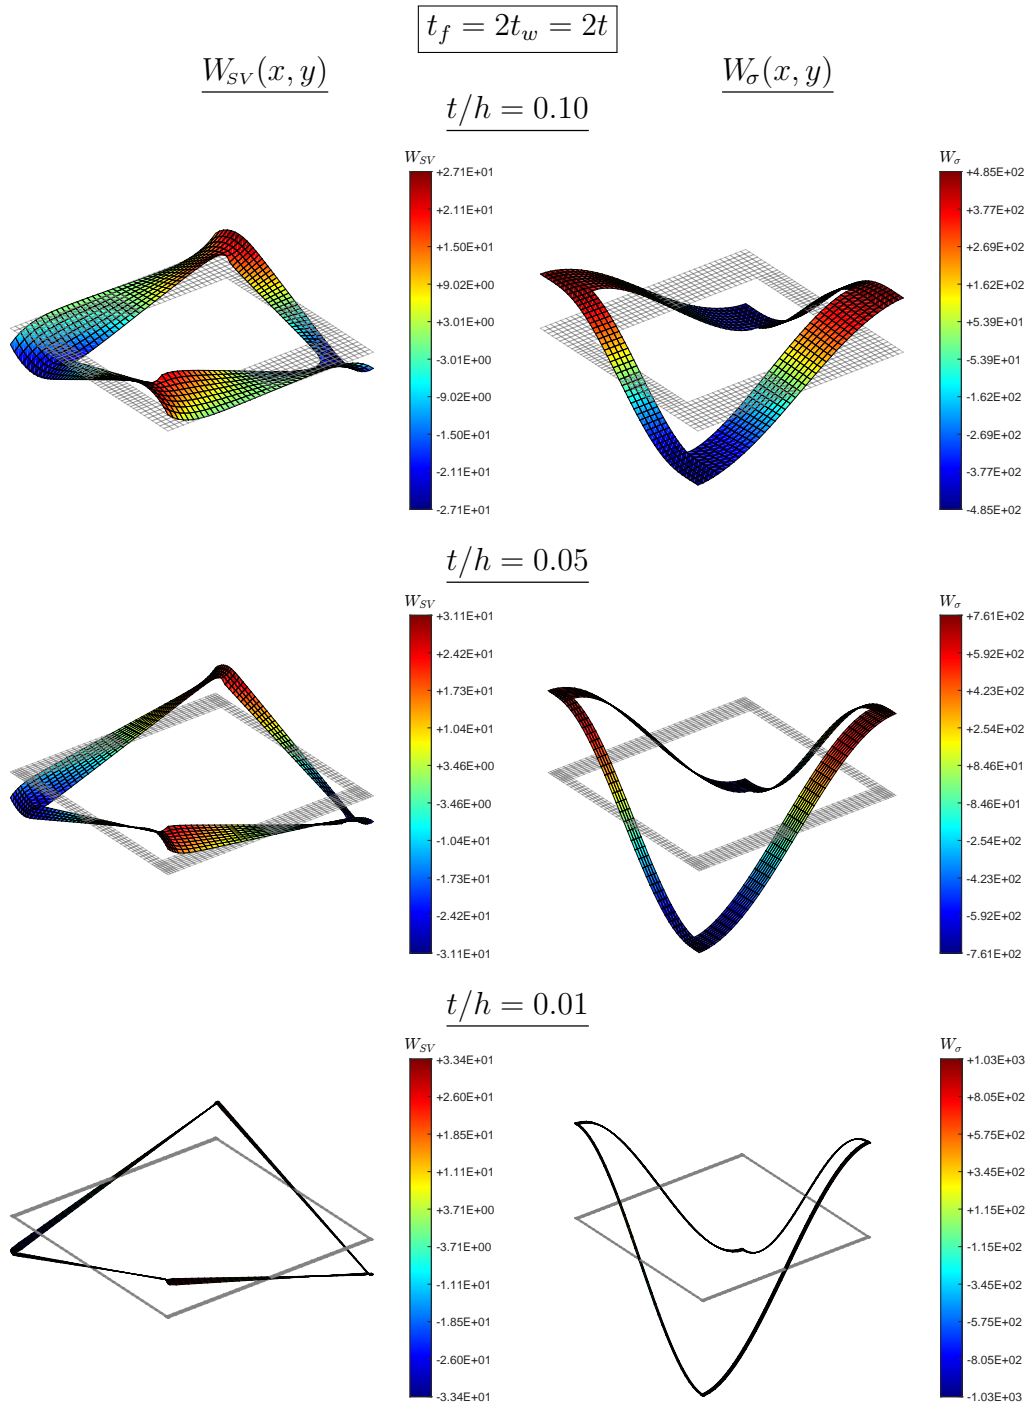 t_f = 2t_w = 2t
W_{SV}(x, y)
W_σ(x, y)
t/h = 0.10
W_{SV}
+2.71E+01
+2.11E+01
+1.50E+01
+9.02E+00
+3.01E+00
-3.01E+00
-9.02E+00
-1.50E+01
-2.11E+01
-2.71E+01
W_σ
+4.85E+02
+3.77E+02
+2.69E+02
+1.62E+02
+5.39E+01
-5.39E+01
-1.62E+02
-2.69E+02
-3.77E+02
-4.85E+02
t/h = 0.05
W_{SV}
+3.11E+01
+2.42E+01
+1.73E+01
+1.04E+01
+3.46E+00
-3.46E+00
-1.04E+01
-1.73E+01
-2.42E+01
-3.11E+01
W_σ
+7.61E+02
+5.92E+02
+4.23E+02
+2.54E+02
+8.46E+01
-8.46E+01
-2.54E+02
-4.23E+02
-5.92E+02
-7.61E+02
t/h = 0.01
W_{SV}
+3.34E+01
+2.60E+01
+1.85E+01
+1.11E+01
+3.71E+00
-3.71E+00
-1.11E+01
-1.85E+01
-2.60E+01
-3.34E+01
W_σ
+1.03E+03
+8.05E+02
+5.75E+02
+3.45E+02
+1.15E+02
-1.15E+02
-3.45E+02
-5.75E+02
-8.05E+02
-1.03E+03